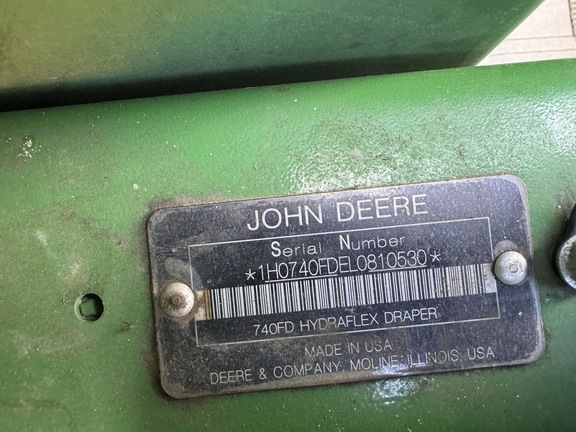 JOHN DEERE
Serial Number
*1H0740FDEL0810530*
740FD HYDRAFLEX DRAPER
MADE IN USA
DEERE & COMPANY MOLINE, ILLINOIS, USA